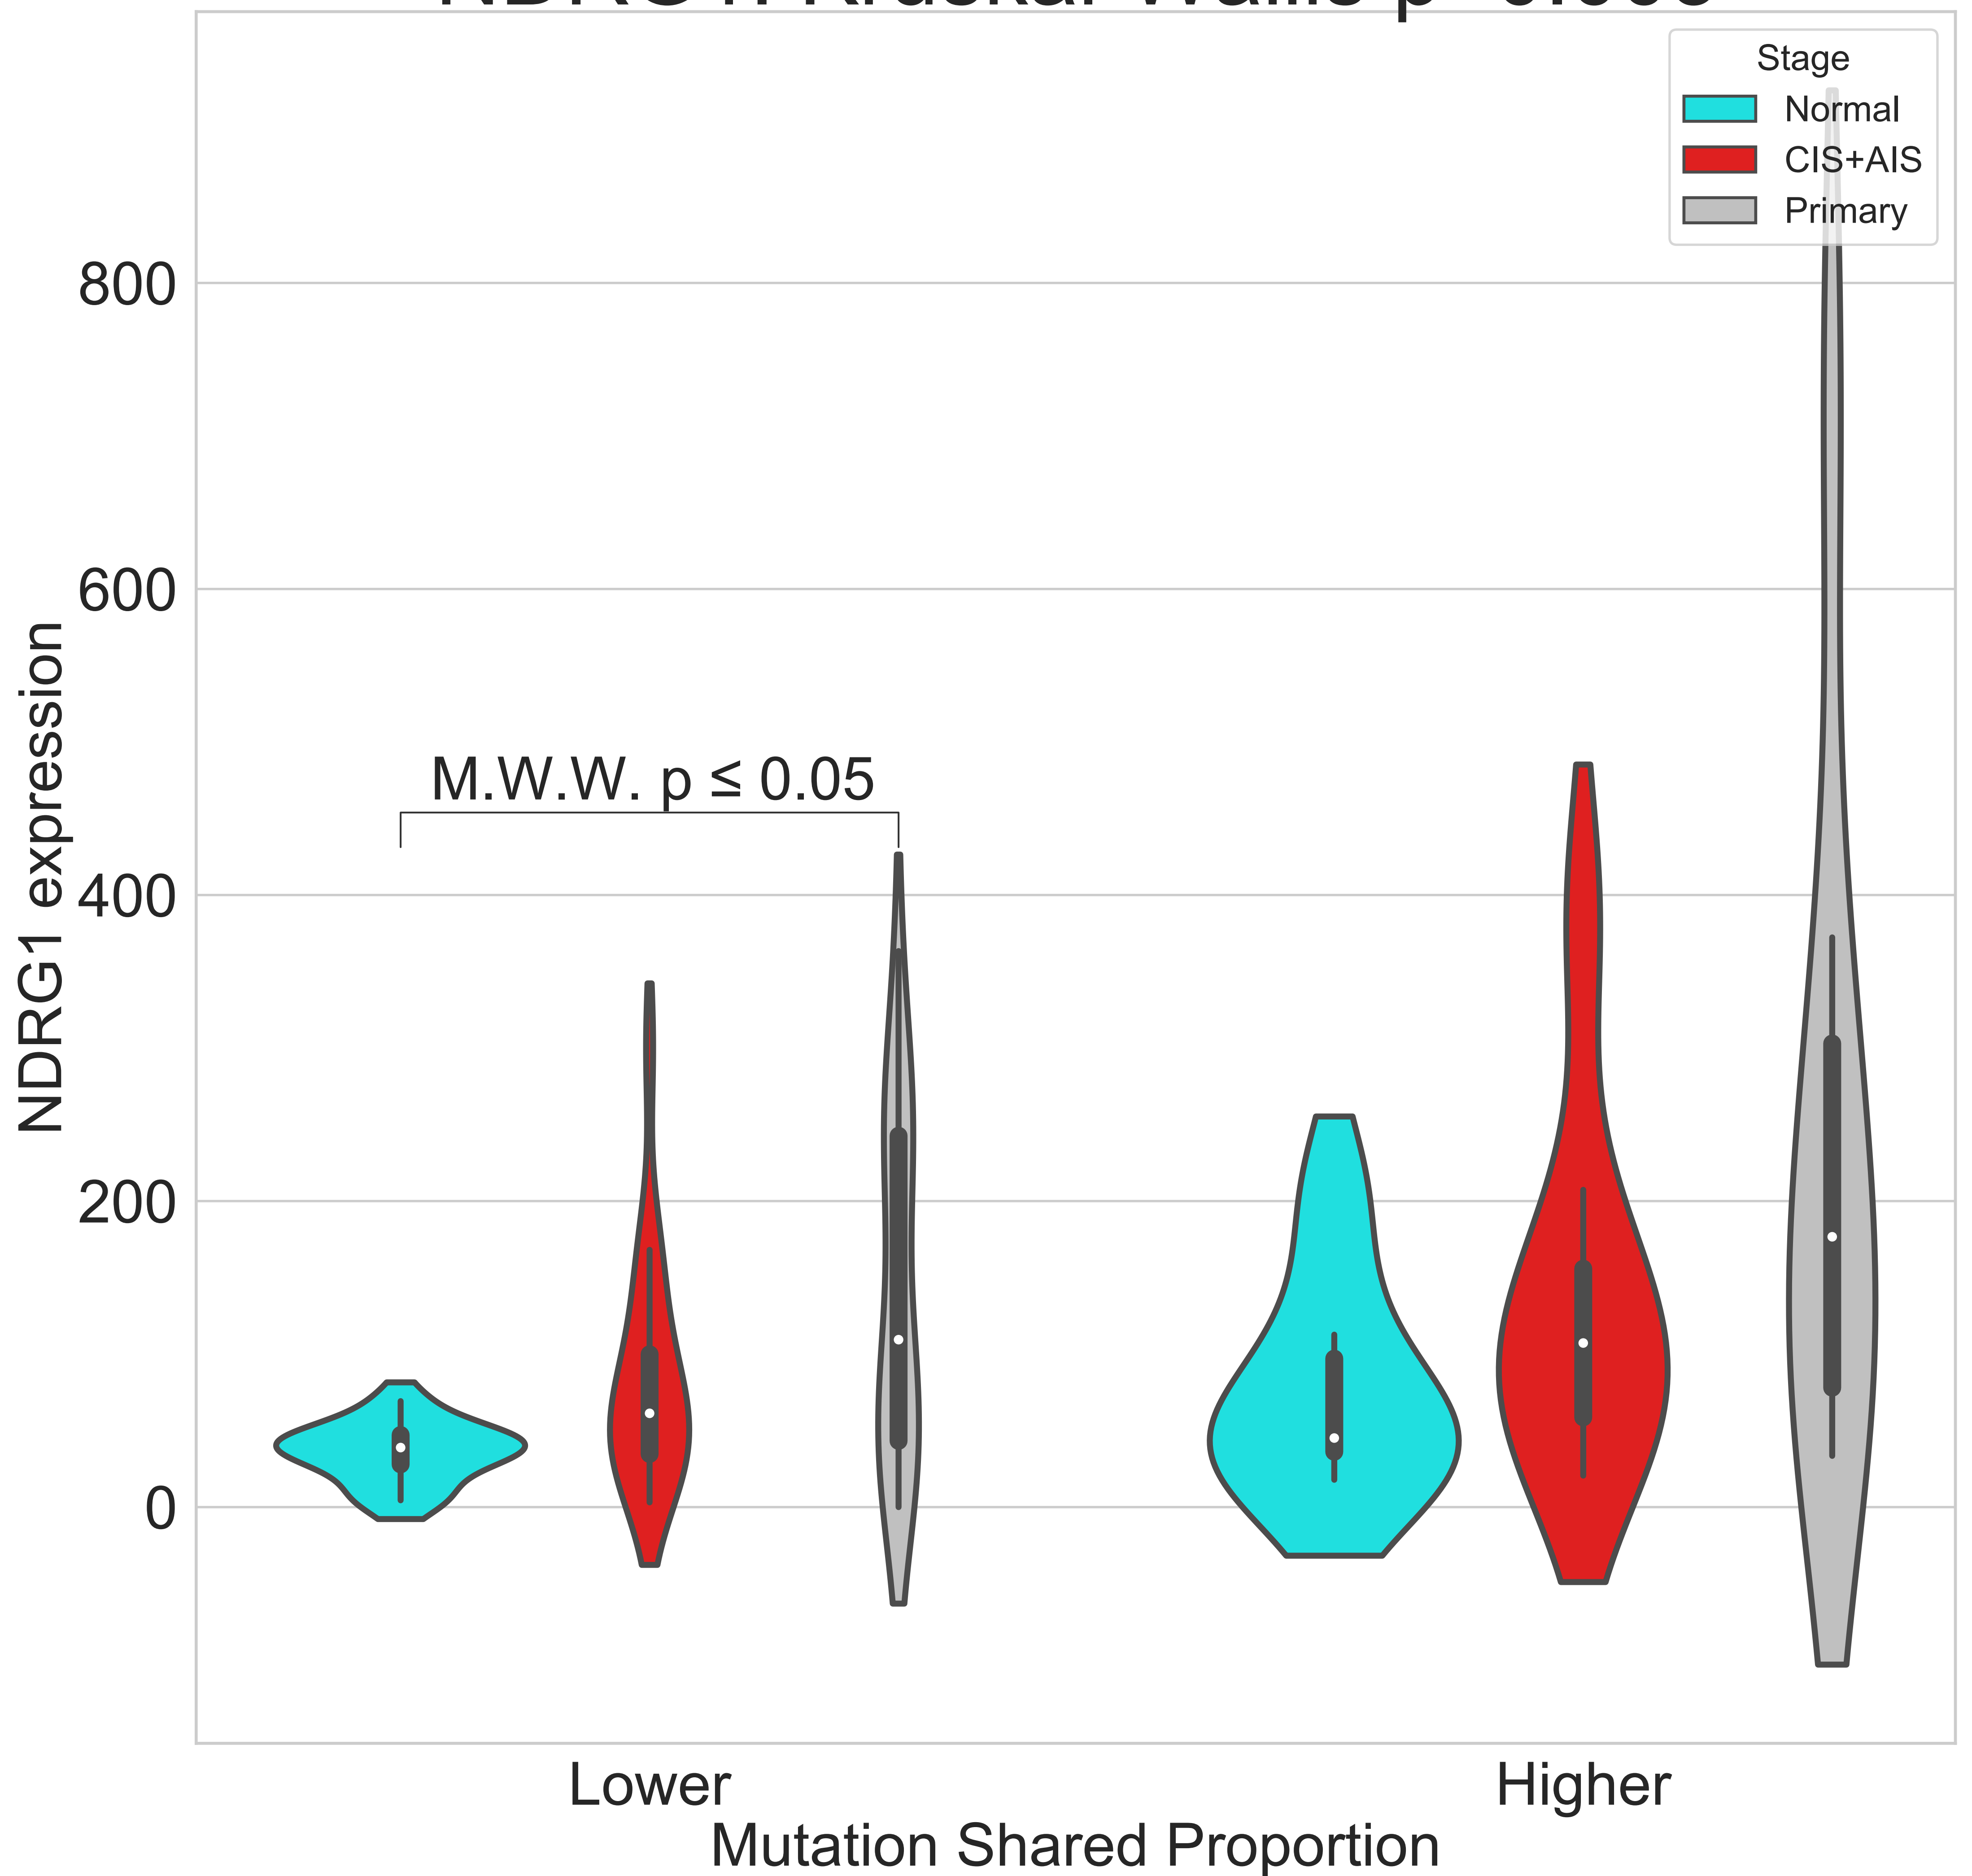 Stage
Normal
CIS+AIS
Primary
800
600
400
200
0
NDRG1 expression
M.W.W. p ≤ 0.05
Lower
Higher
Mutation Shared Proportion